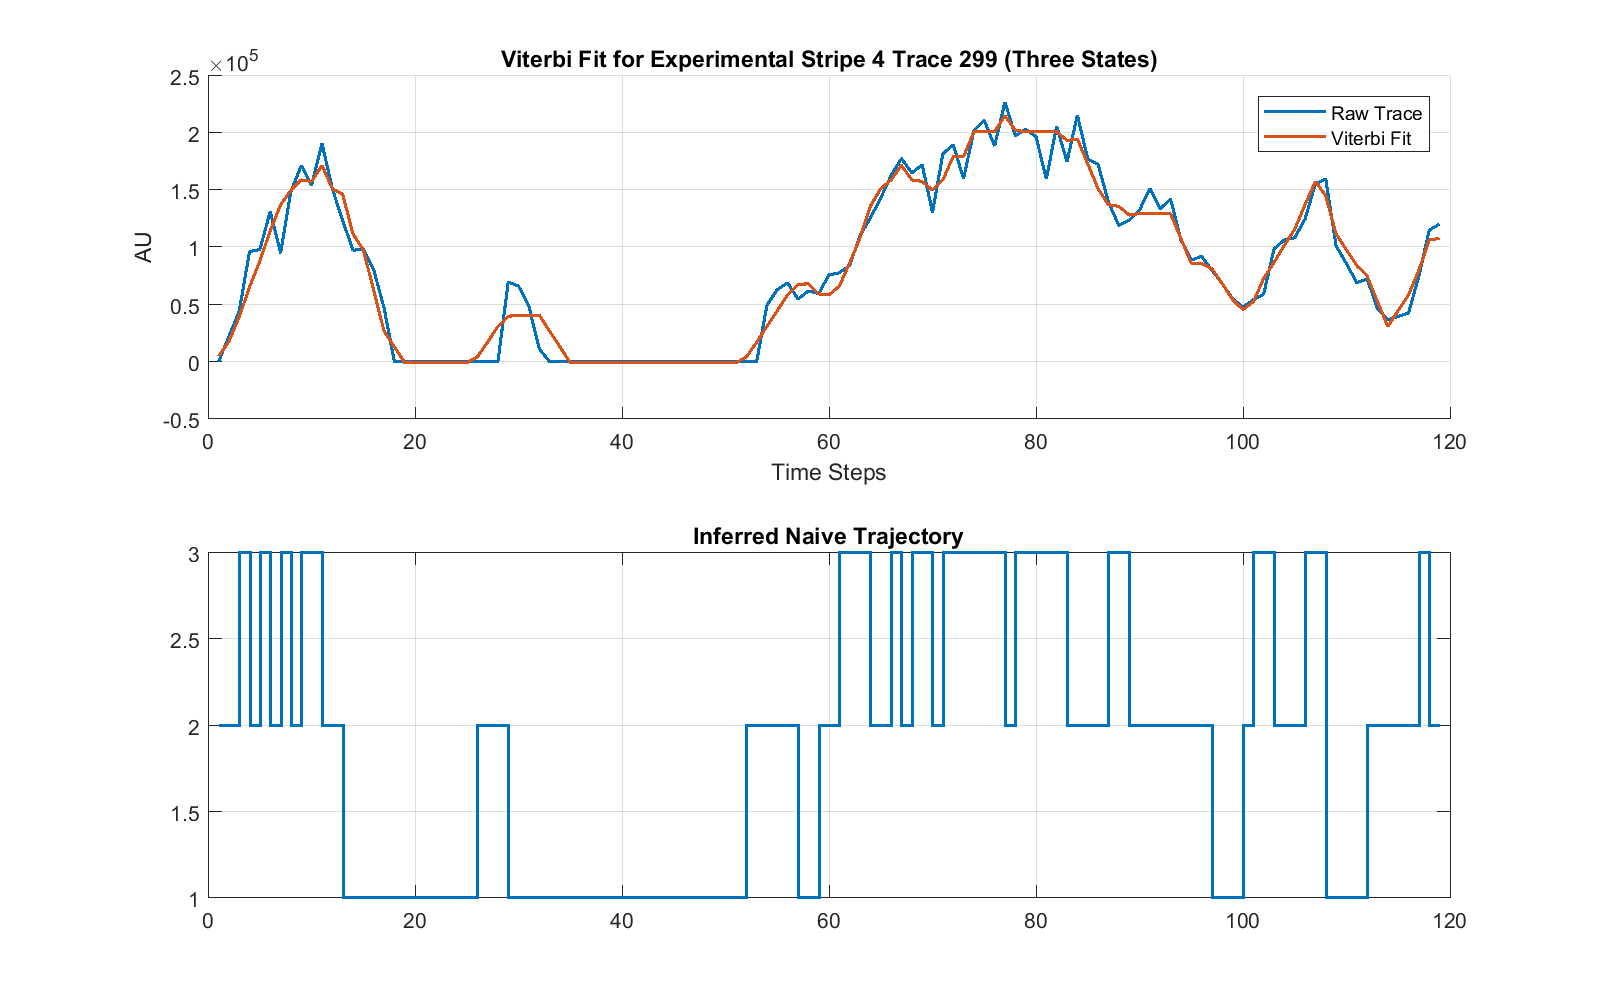 Viterbi Fit for Experimental Stripe 4 Trace 299 (Three States)
×10⁵
2.5
2
1.5
1
0.5
0
-0.5
AU
Raw Trace
Viterbi Fit
0 20 40 60 80 100 120
Time Steps
Inferred Naive Trajectory
3
2.5
2
1.5
1
0 20 40 60 80 100 120